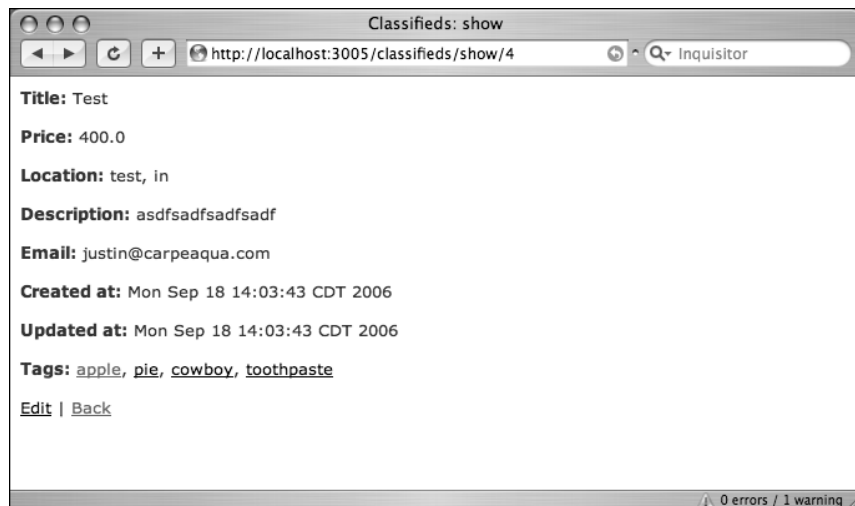 Classifieds: show
http://localhost:3005/classifieds/show/4
Inquisitor
Title: Test
Price: 400.0
Location: test, in
Description: asdfsadfsadfsadf
Email: justin@carpeaqua.com
Created at: Mon Sep 18 14:03:43 CDT 2006
Updated at: Mon Sep 18 14:03:43 CDT 2006
Tags: apple, pie, cowboy, toothpaste
Edit | Back
0 errors / 1 warning